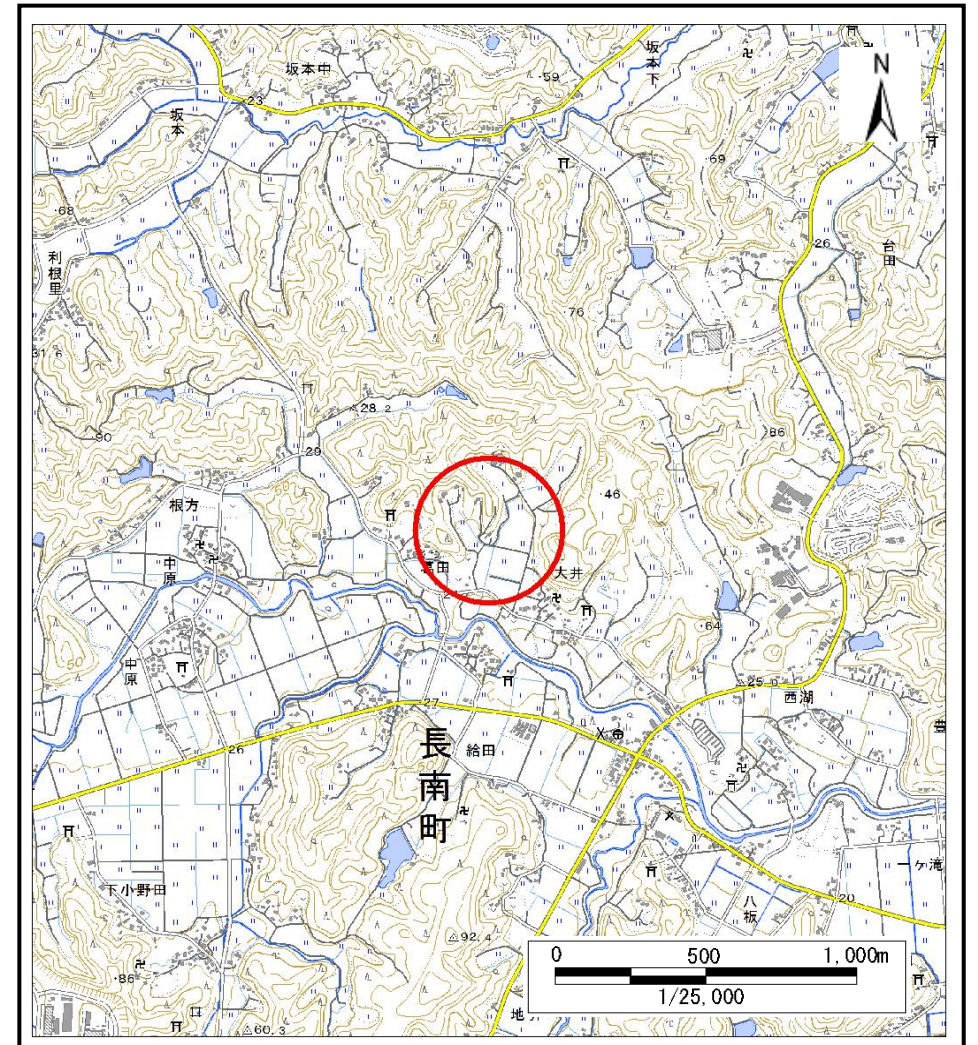 坂本中
59
坂本下
N
23
坂本
69
68
26
台田
利根里
76
31.6
28.2
50
90
86
29
46
根方
中原
葛田
大井
64
50
中原
25.0
西湖
27
26
長南町
給田
下小野田
一ケ滝
八板
20
92.4
0 500 1,000m
1/25,000
86
60.3